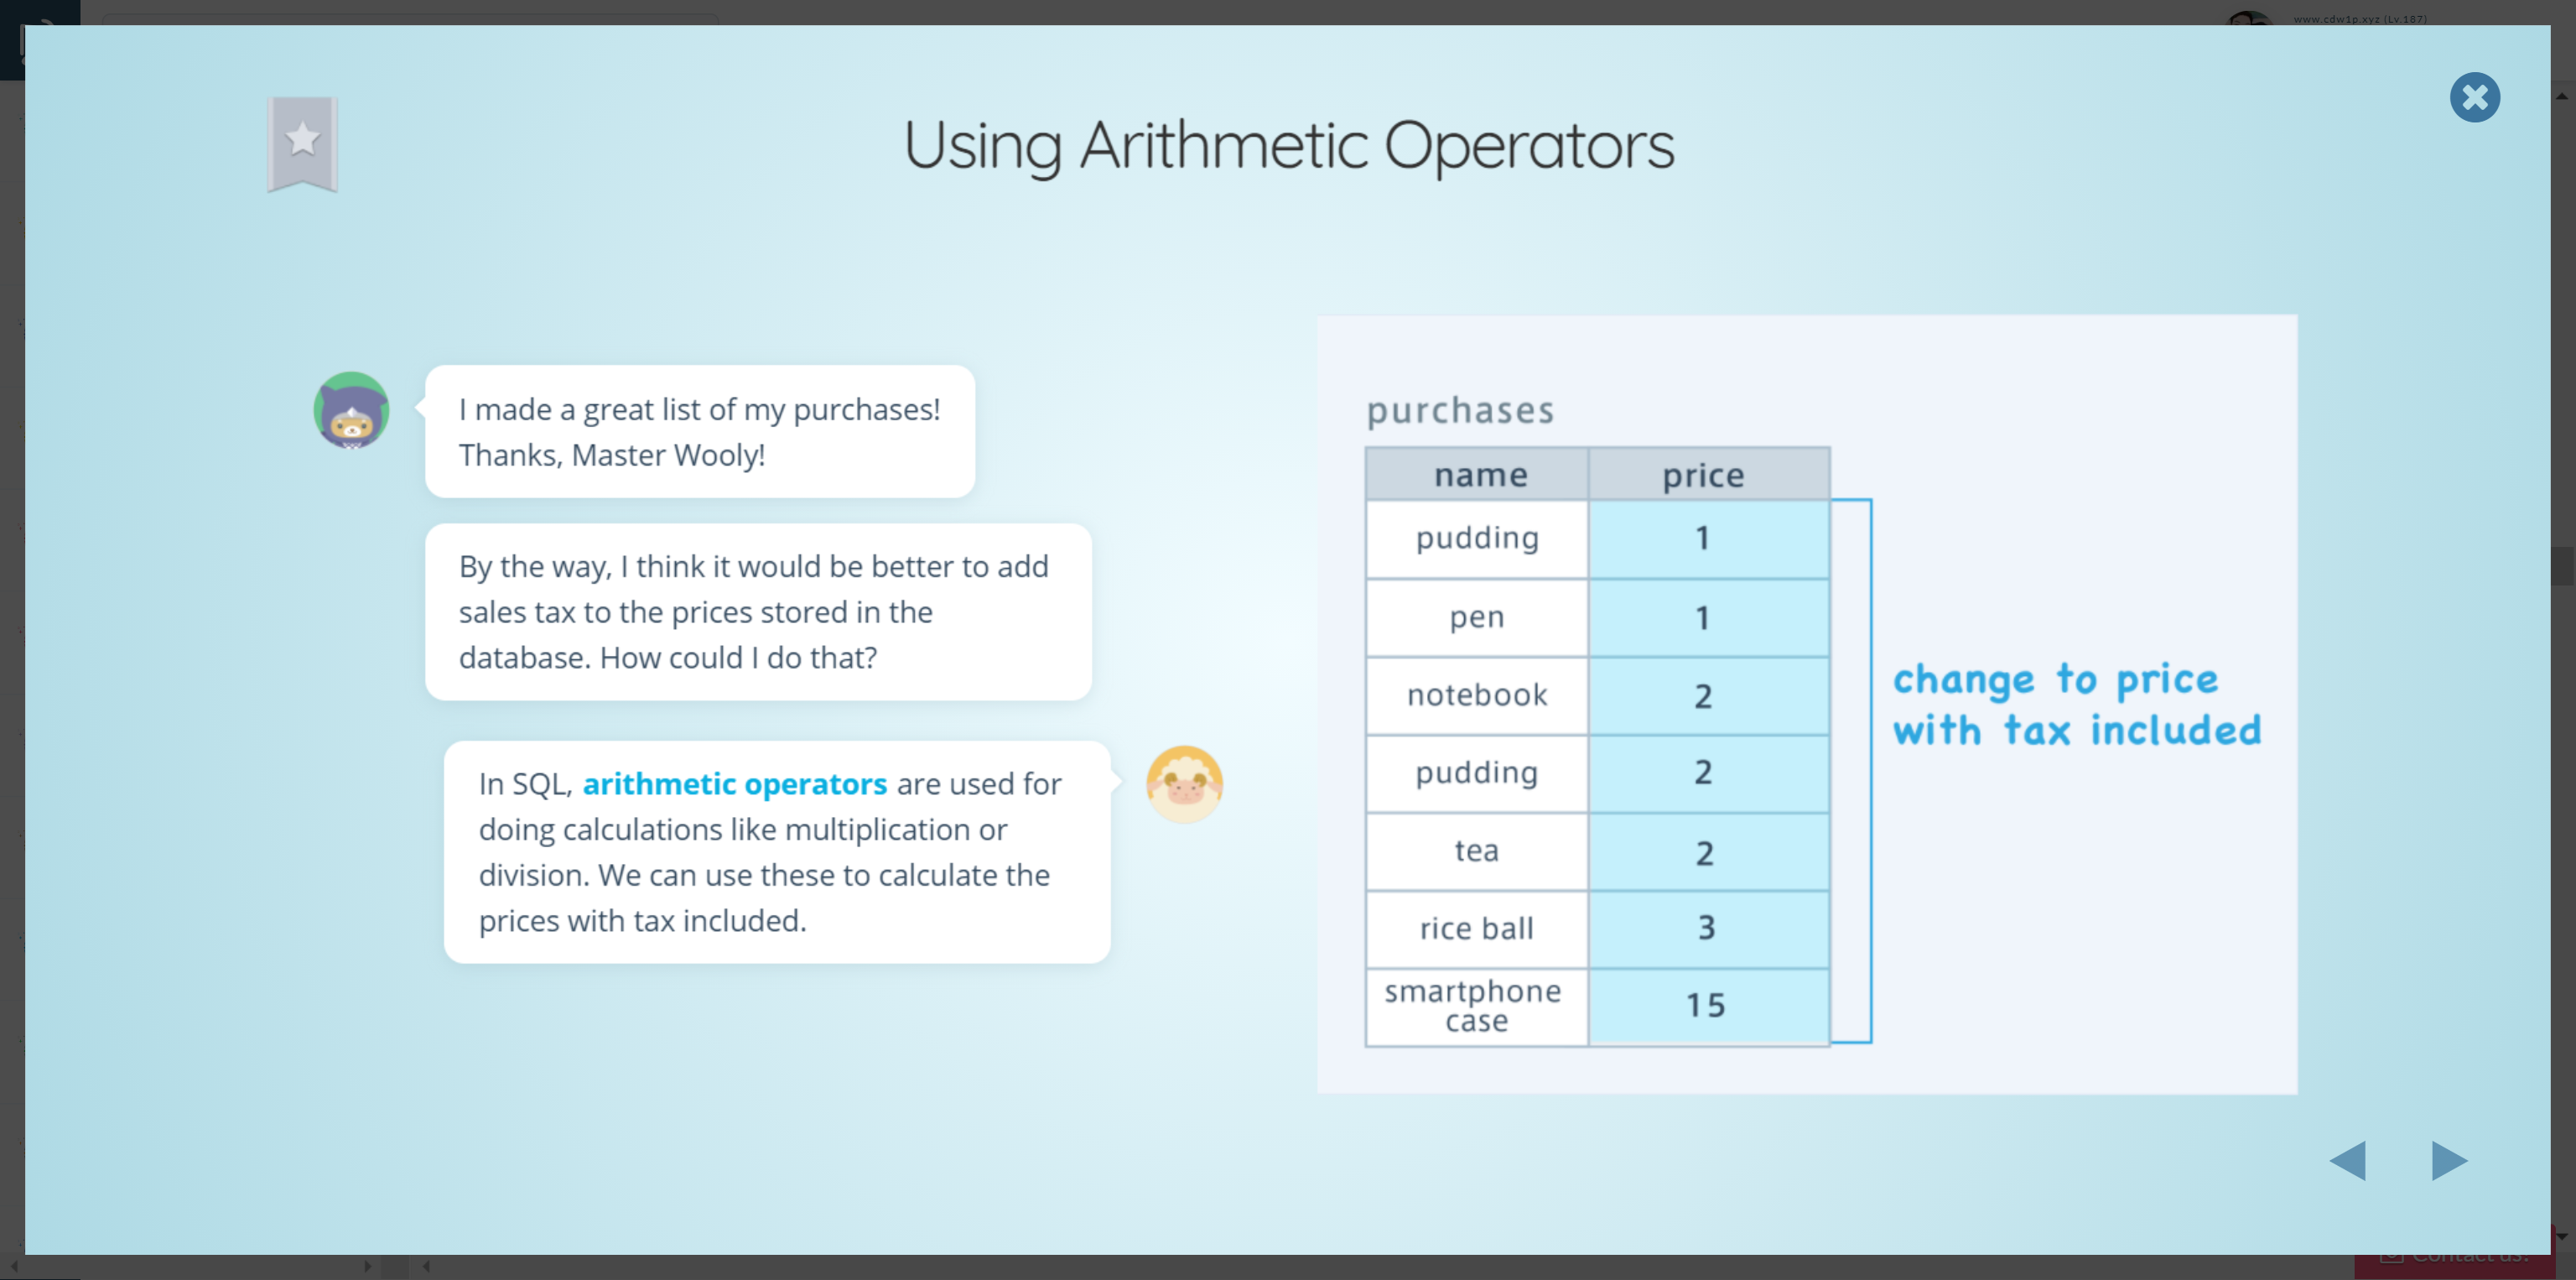 www.cdw1p.xyz (Lv.187)
Using Arithmetic Operators
I made a great list of my purchases!
Thanks, Master Wooly!
By the way, I think it would be better to add
sales tax to the prices stored in the
database. How could I do that?
In SQL, arithmetic operators are used for
doing calculations like multiplication or
division. We can use these to calculate the
prices with tax included.
purchases
name price
pudding 1
pen 1
notebook 2
pudding 2
tea 2
rice ball 3
smartphone
case 15
change to price
with tax included
Contact us!